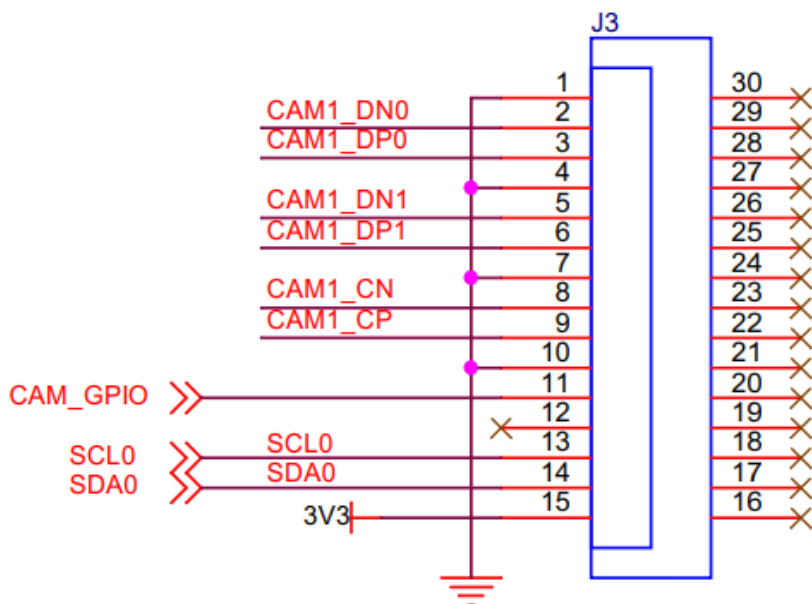 J3
1 30
CAM1_DN0 2 29
CAM1_DP0 3 28
4 27
CAM1_DN1 5 26
CAM1_DP1 6 25
7 24
CAM1_CN 8 23
CAM1_CP 9 22
10 21
CAM_GPIO 11 20
12 19
SCL0 SCL0 13 18
SDA0 SDA0 14 17
3V3 15 16